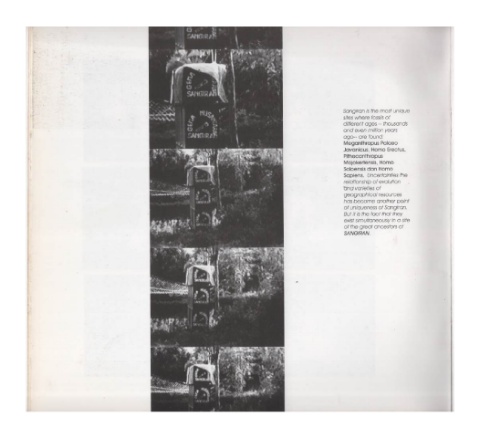 SANGIRAN
SANGIRAN
Sangiran is the most unique
sites where fossils of
different ages – thousands
and even million years
ago– are found:
Meganthropus Paleao
Javanicus, Homo Erectus,
Pithecanthropus
Mojokertensis, Homo
Soloensis dan Homo
Sapiens. Uncertainties the
relationship of evolution
and varieties of
geographical resources
has become another point
of uniqueness of Sangiran.
But it is the fact that they
exist simultaneously in a site
of the great ancestors of
SANGIRAN.